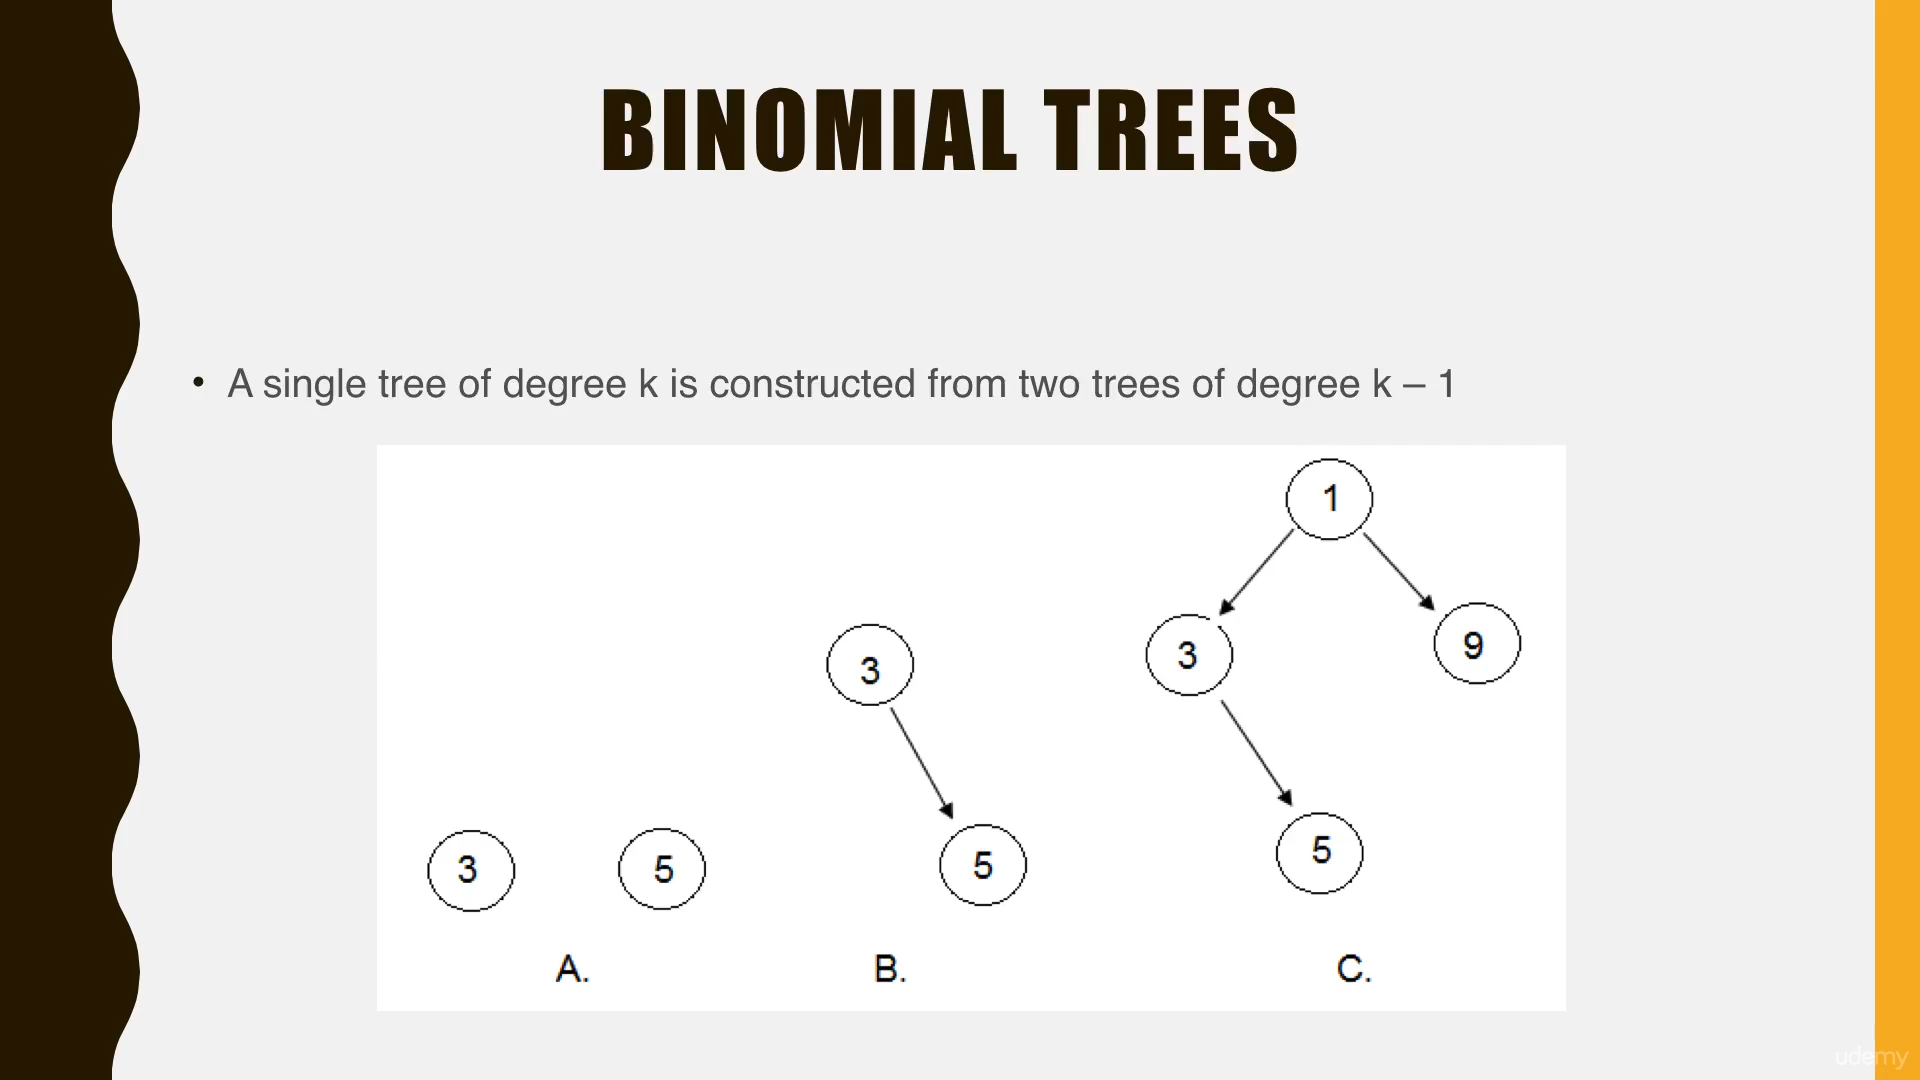 BINOMIAL TREES
• A single tree of degree k is constructed from two trees of degree k – 1
1
3
9
3
5
3
5
5
A.
B.
C.
udemy